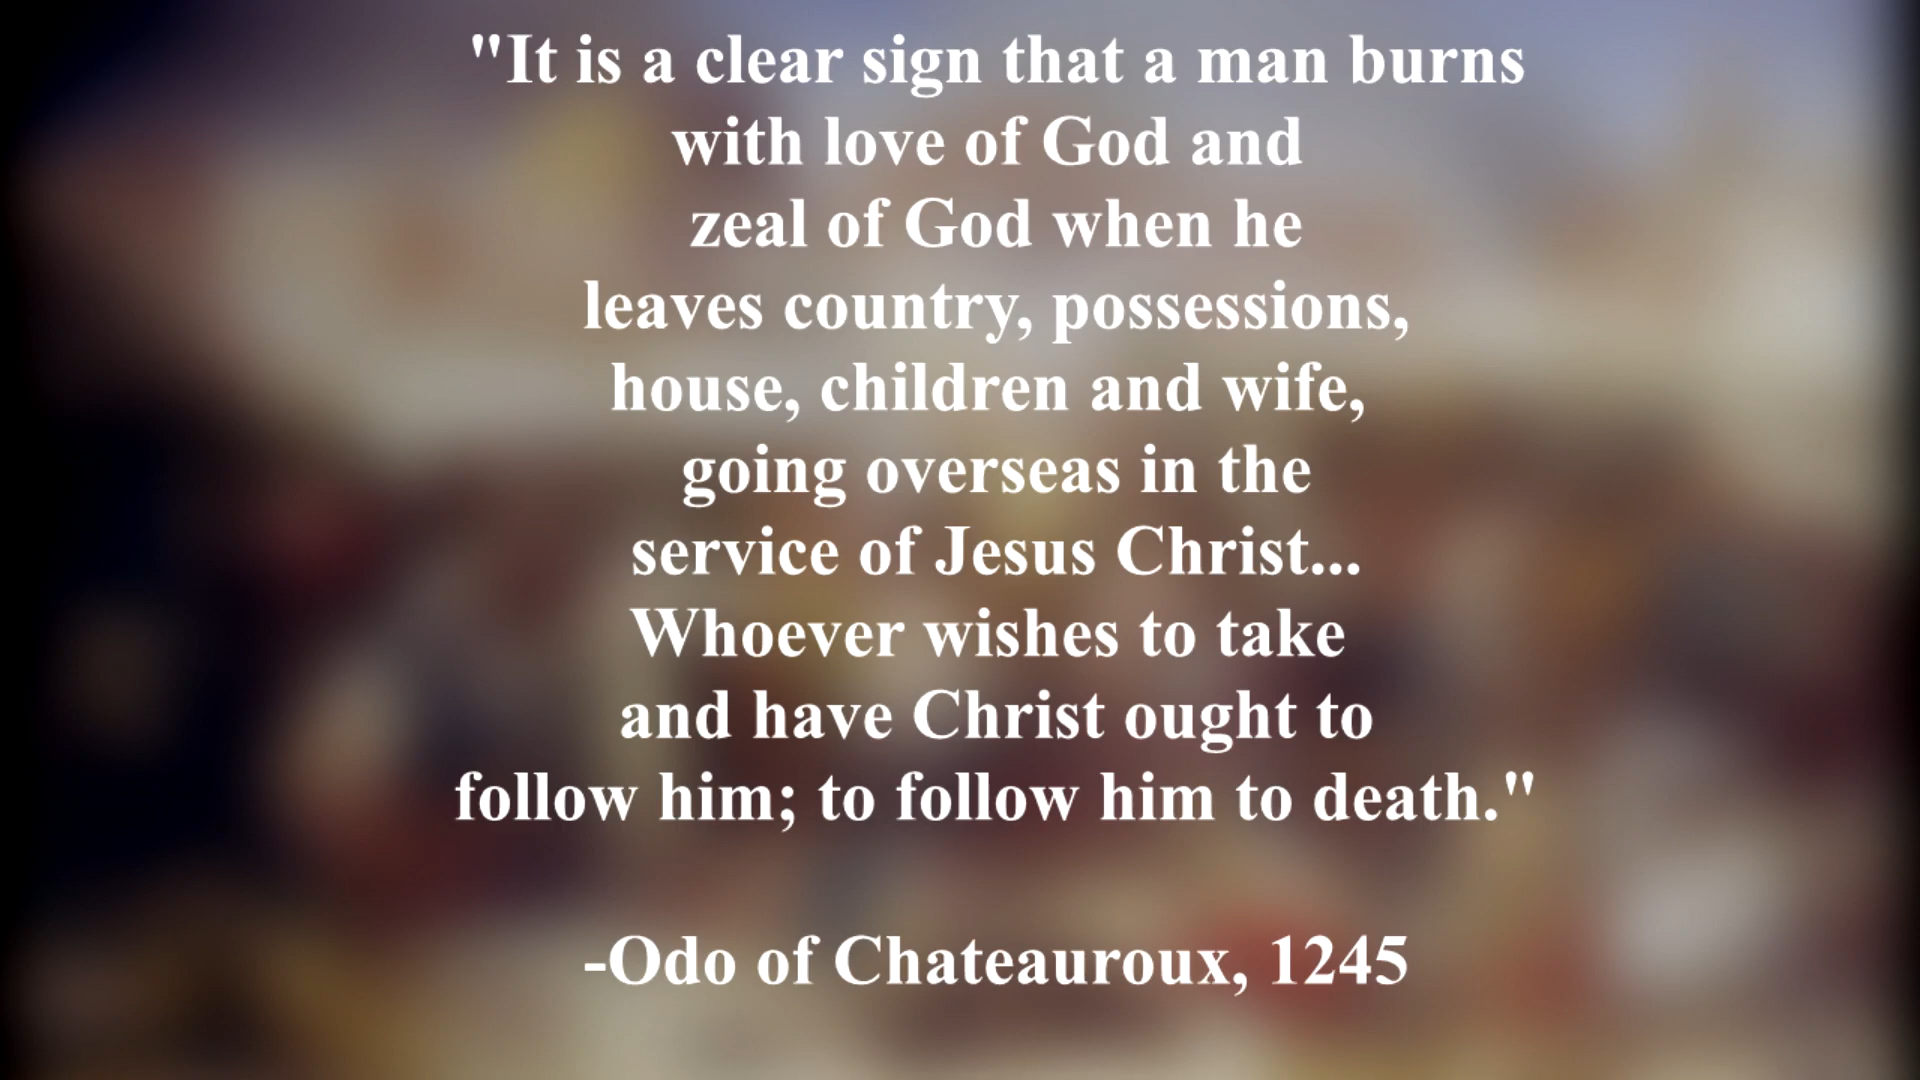 "It is a clear sign that a man burns
with love of God and
zeal of God when he
leaves country, possessions,
house, children and wife,
going overseas in the
service of Jesus Christ...
Whoever wishes to take
and have Christ ought to
follow him; to follow him to death."
-Odo of Chateauroux, 1245